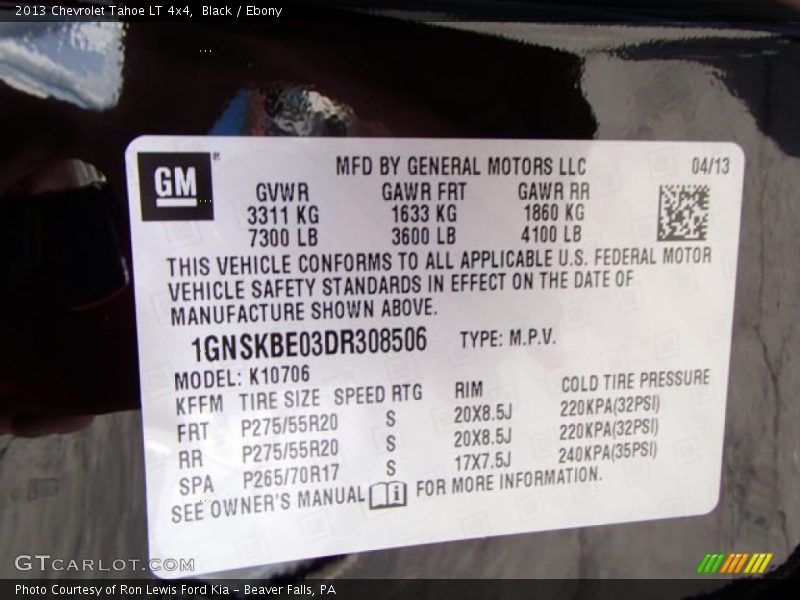 2013 Chevrolet Tahoe LT 4x4, Black / Ebony
GM ®
MFD BY GENERAL MOTORS LLC 04/13
GVWR GAWR FRT GAWR RR
3311 KG 1633 KG 1860 KG
7300 LB 3600 LB 4100 LB
THIS VEHICLE CONFORMS TO ALL APPLICABLE U.S. FEDERAL MOTOR
VEHICLE SAFETY STANDARDS IN EFFECT ON THE DATE OF
MANUFACTURE SHOWN ABOVE.
1GNSKBE03DR308506 TYPE: M.P.V.
MODEL: K10706
KFFM TIRE SIZE SPEED RTG RIM COLD TIRE PRESSURE
FRT P275/55R20 S 20X8.5J 220KPA(32PSI)
RR P275/55R20 S 20X8.5J 220KPA(32PSI)
SPA P265/70R17 S 17X7.5J 240KPA(35PSI)
SEE OWNER'S MANUAL i FOR MORE INFORMATION.
GTCARLOT.COM
Photo Courtesy of Ron Lewis Ford Kia - Beaver Falls, PA